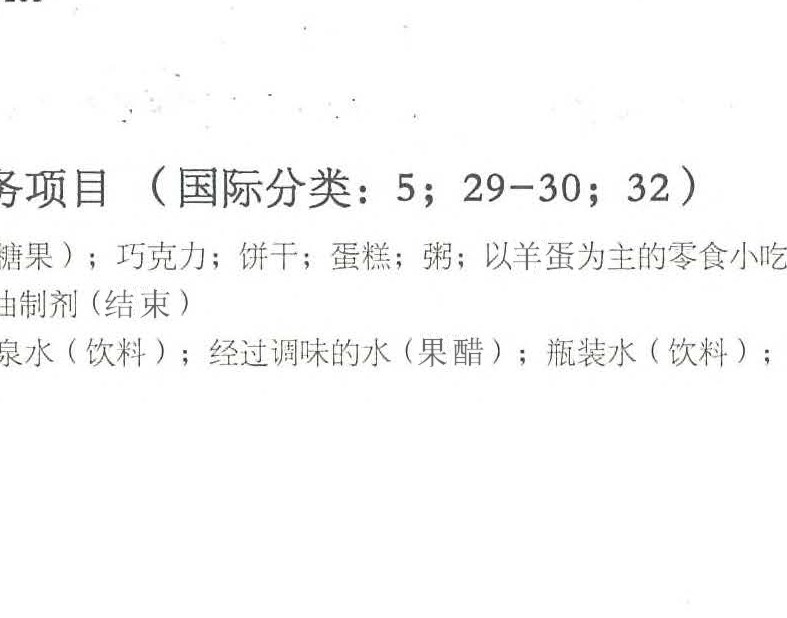 务项目 （国际分类：5；29-30；32）
糖果）；巧克力；饼干；蛋糕；粥；以羊蛋为主的零食小吃
油制剂（结束）
泉水（饮料）；经过调味的水（果醋）；瓶装水（饮料）；